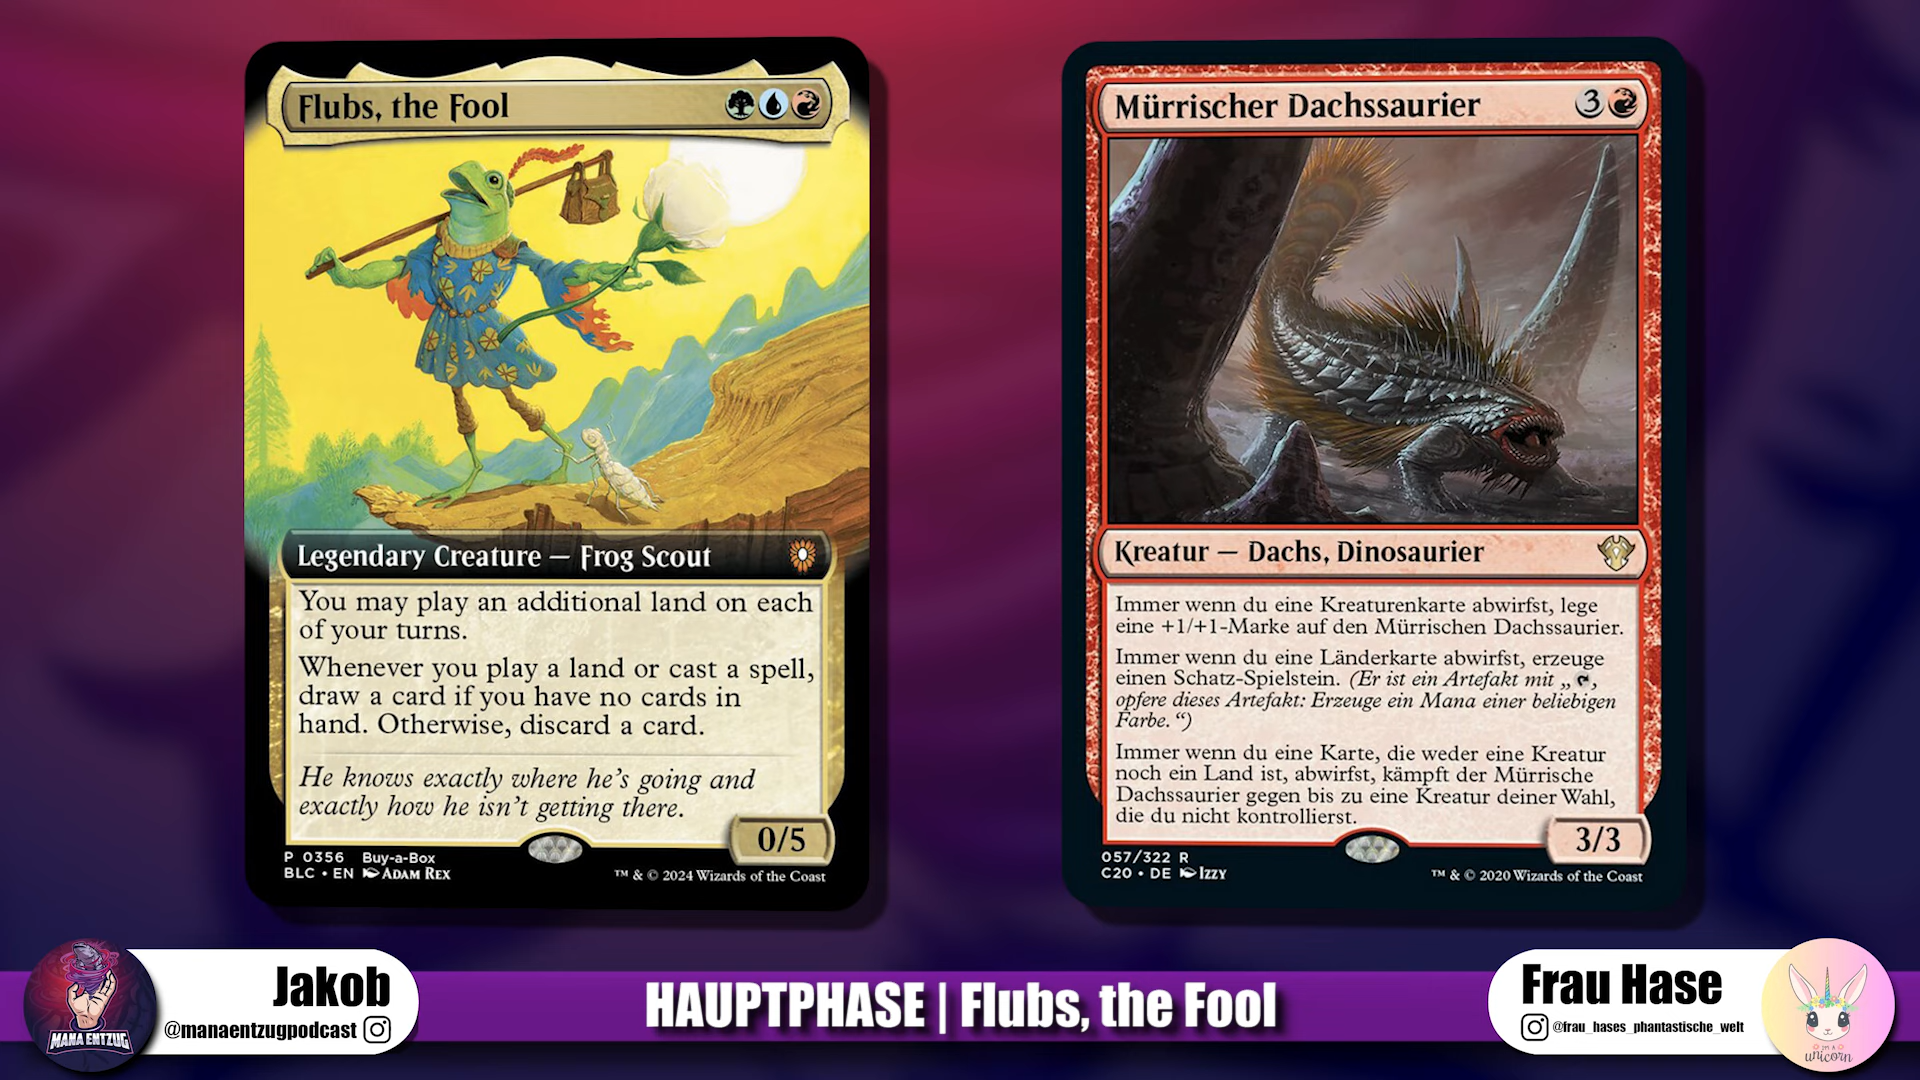 Flubs, the Fool
Legendary Creature — Frog Scout
You may play an additional land on each
of your turns.
Whenever you play a land or cast a spell,
draw a card if you have no cards in
hand. Otherwise, discard a card.
He knows exactly where he's going and
exactly how he isn't getting there.
0/5
P 0356 Buy-a-Box
BLC • EN ADAM REX
™ & © 2024 Wizards of the Coast
Mürrischer Dachssaurier
3
Kreatur — Dachs, Dinosaurier
Immer wenn du eine Kreaturenkarte abwirfst, lege
eine +1/+1-Marke auf den Mürrischen Dachssaurier.
Immer wenn du eine Länderkarte abwirfst, erzeuge
einen Schatz-Spielstein. (Er ist ein Artefakt mit „,
opfere dieses Artefakt: Erzeuge ein Mana einer beliebigen
Farbe.“)
Immer wenn du eine Karte, die weder eine Kreatur
noch ein Land ist, abwirfst, kämpft der Mürrische
Dachssaurier gegen bis zu eine Kreatur deiner Wahl,
die du nicht kontrollierst.
3/3
057/322 R
C20 • DE IZZY
™ & © 2020 Wizards of the Coast
MANA ENTZUG
Jakob
@manaentzugpodcast
HAUPTPHASE | Flubs, the Fool
Frau Hase
@frau_hases_phantastische_welt
I'M A
unicorn